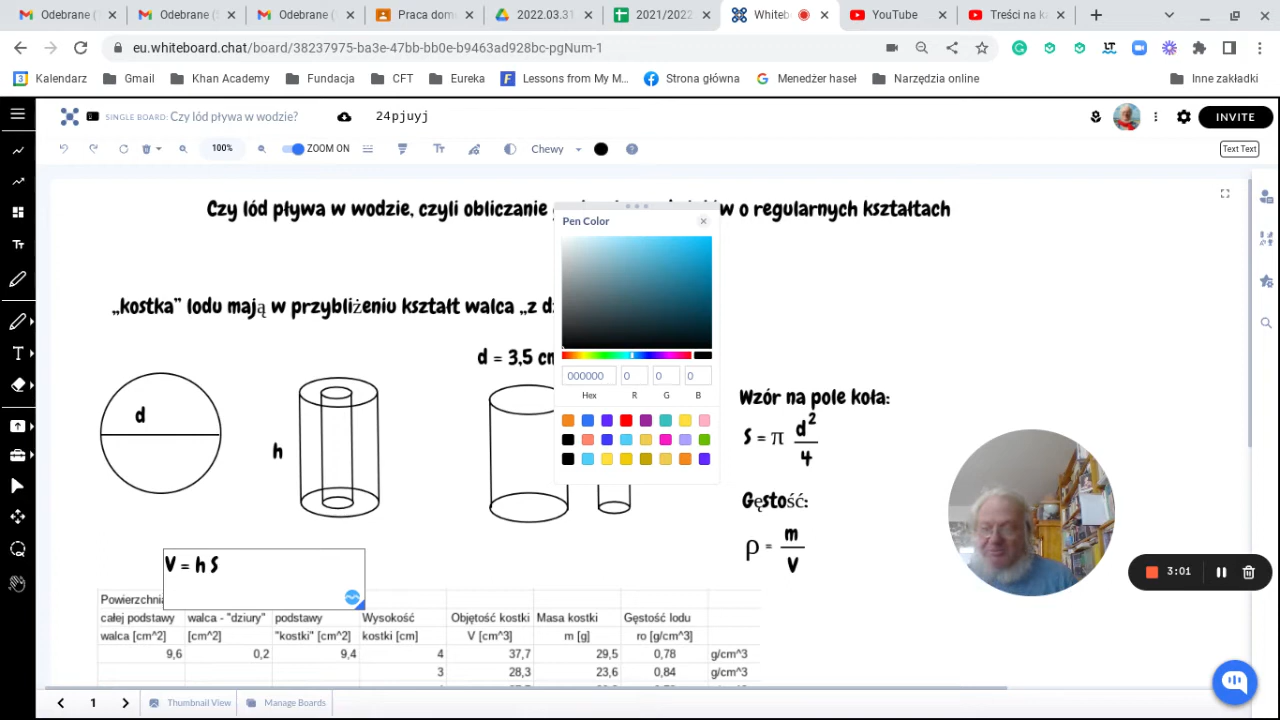 Odebrane (
Odebrane (S
Odebrane (
Praca dome
2022.03.31
2021/2022
Whiteb
YouTube
Treści na ka
eu.whiteboard.chat/board/38237975-ba3e-47bb-bb9e-b9463ad928bc-pgNum-1
Kalendarz
Gmail
Khan Academy
Fundacja
CFT
Eureka
Lessons from My M...
Strona główna
Menedżer haseł
Narzędzia online
Inne zakładki
SINGLE BOARD: Czy lód pływa w wodzie?
24pjuyj
INVITE
100%
ZOOM ON
Chewy
Text Text
Czy lód pływa w wodzie, czyli obliczanie
w o regularnych kształtach
Pen Color
„kostka” lodu mają w przybliżeniu kształt walca „z
d = 3,5 cm
000000
0
0
0
Hex
R
G
B
d
h
Wzór na pole koła:
S = π d² / 4
Gęstość:
ρ = m / V
3:01
V = h S
Powierzchnia
całej podstawy
walca - "dziury"
podstawy
Wysokość
Objętość kostki
Masa kostki
Gęstość lodu
walca [cm^2]
[cm^2]
"kostki" [cm^2]
kostki [cm]
V [cm^3]
m [g]
ro [g/cm^3]
9,6
0,2
9,4
4
37,7
29,5
0,78
g/cm^3
3
28,3
23,6
0,84
g/cm^3
1
Thumbnail View
Manage Boards